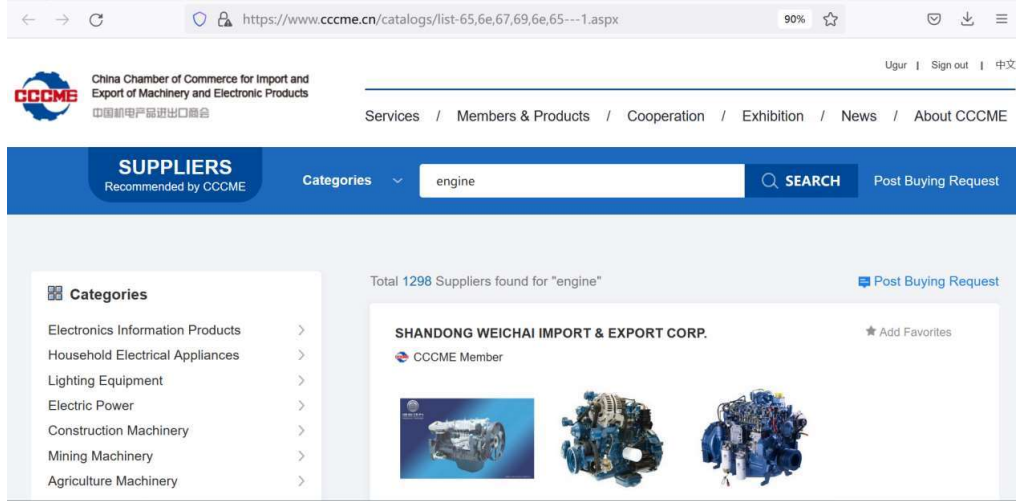 https://www.cccme.cn/catalogs/list-65,6e,67,69,6e,65---1.aspx
90%
Ugur | Sign out | 中文
CCCME
China Chamber of Commerce for Import and
Export of Machinery and Electronic Products
中国机电产品进出口商会
Services / Members & Products / Cooperation / Exhibition / News / About CCCME
SUPPLIERS
Recommended by CCCME
Categories
engine
SEARCH
Post Buying Request
Total 1298 Suppliers found for "engine"
Post Buying Request
Categories
Electronics Information Products
Household Electrical Appliances
Lighting Equipment
Electric Power
Construction Machinery
Mining Machinery
Agriculture Machinery
SHANDONG WEICHAI IMPORT & EXPORT CORP.
Add Favorites
CCCME Member